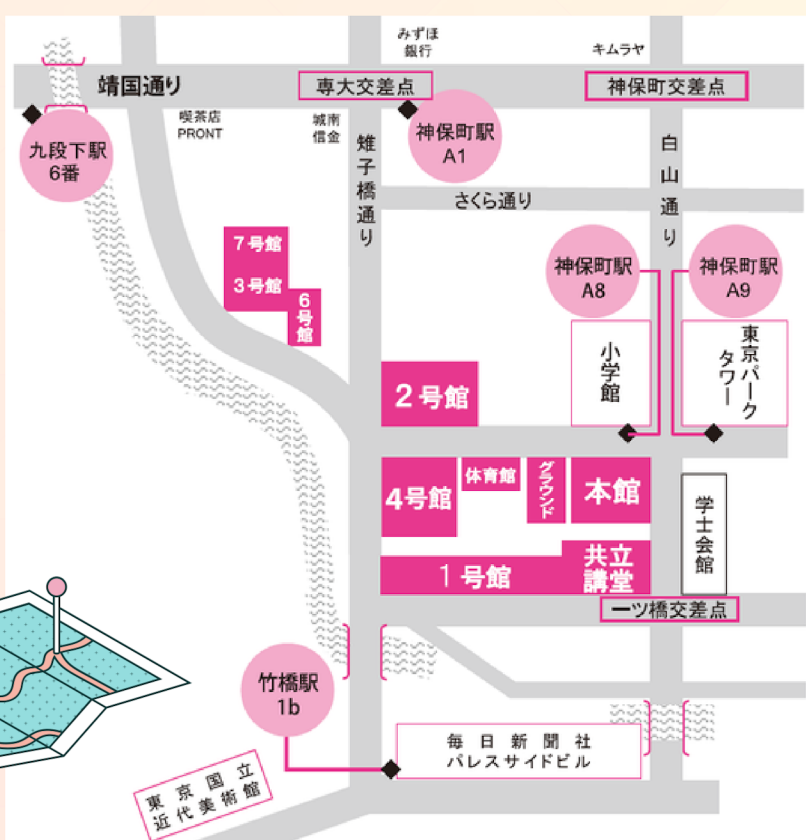 みずほ
銀行
キムラヤ
靖国通り
専大交差点
神保町交差点
喫茶店
PRONT
城南
信金
九段下駅
6番
神保町駅
A1
雉子橋通り
白山通り
さくら通り
7号館
3号館
6号館
神保町駅
A8
神保町駅
A9
小学館
東京パーク
タワー
2号館
4号館
体育館
グラウンド
本館
学士会館
1号館
共立
講堂
一ツ橋交差点
竹橋駅
1b
毎日新聞社
パレスサイドビル
東京国立
近代美術館